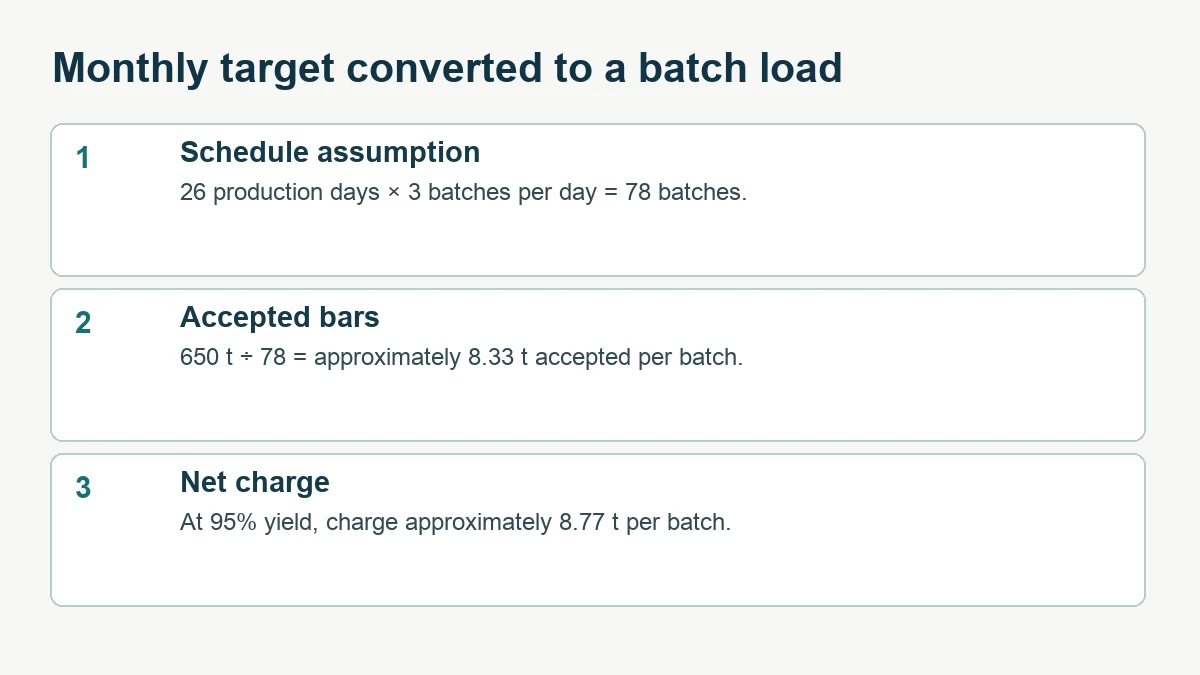 Monthly target converted to a batch load
1
Schedule assumption
26 production days × 3 batches per day = 78 batches.
2
Accepted bars
650 t ÷ 78 = approximately 8.33 t accepted per batch.
3
Net charge
At 95% yield, charge approximately 8.77 t per batch.